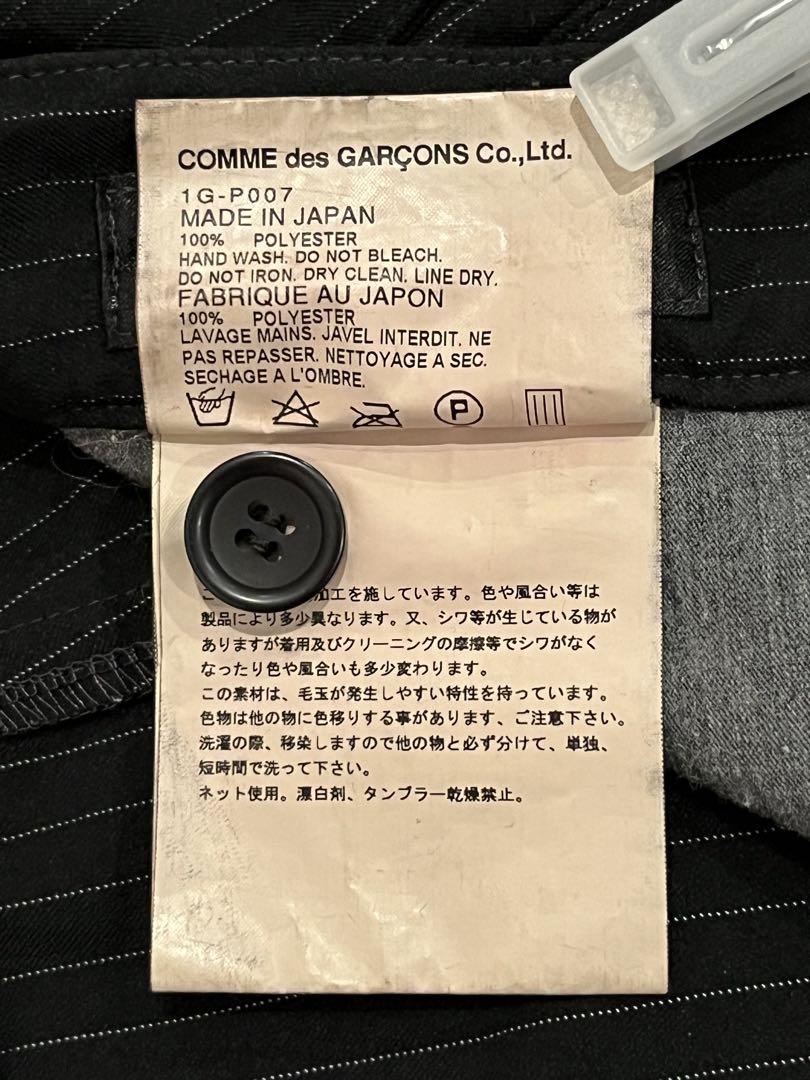 COMME des GARÇONS Co.,Ltd.
1G-P007
MADE IN JAPAN
100% POLYESTER
HAND WASH. DO NOT BLEACH.
DO NOT IRON. DRY CLEAN. LINE DRY.
FABRIQUE AU JAPON
100% POLYESTER
LAVAGE MAINS. JAVEL INTERDIT. NE
PAS REPASSER. NETTOYAGE A SEC.
SECHAGE A L'OMBRE.
P
加工を施しています。色や風合い等は
製品により多少異なります。又、シワ等が生じている物が
ありますが着用及びクリーニングの摩擦等でシワがなく
なったり色や風合いも多少変わります。
この素材は、毛玉が発生しやすい特性を持っています。
色物は他の物に色移りする事があります、ご注意下さい。
洗濯の際、移染しますので他の物と必ず分けて、単独、
短時間で洗って下さい。
ネット使用。漂白剤、タンブラー乾燥禁止。